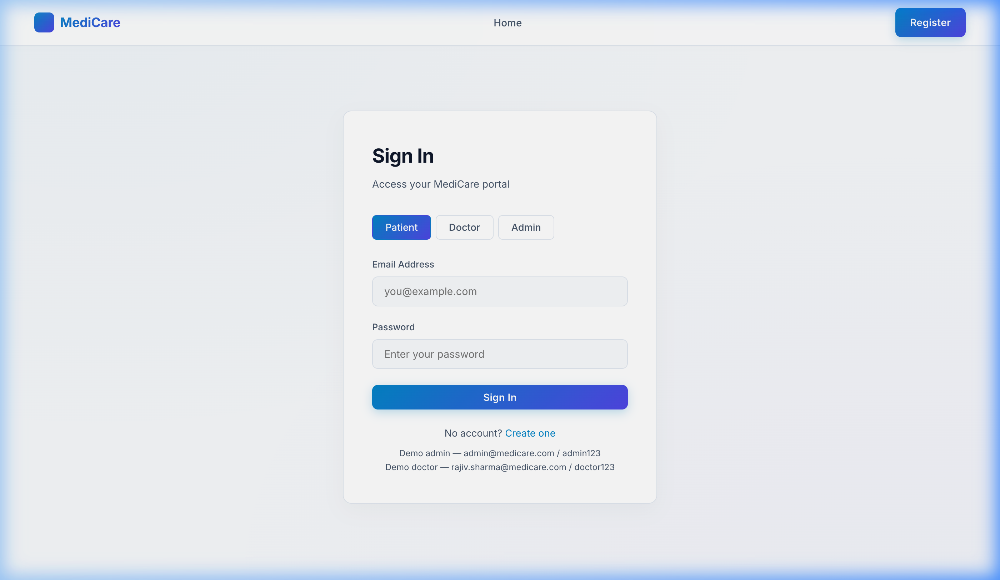 MediCare
Home
Register
Sign In
Access your MediCare portal
Patient
Doctor
Admin
Email Address
you@example.com
Password
Enter your password
Sign In
No account? Create one
Demo admin — admin@medicare.com / admin123
Demo doctor — rajiv.sharma@medicare.com / doctor123